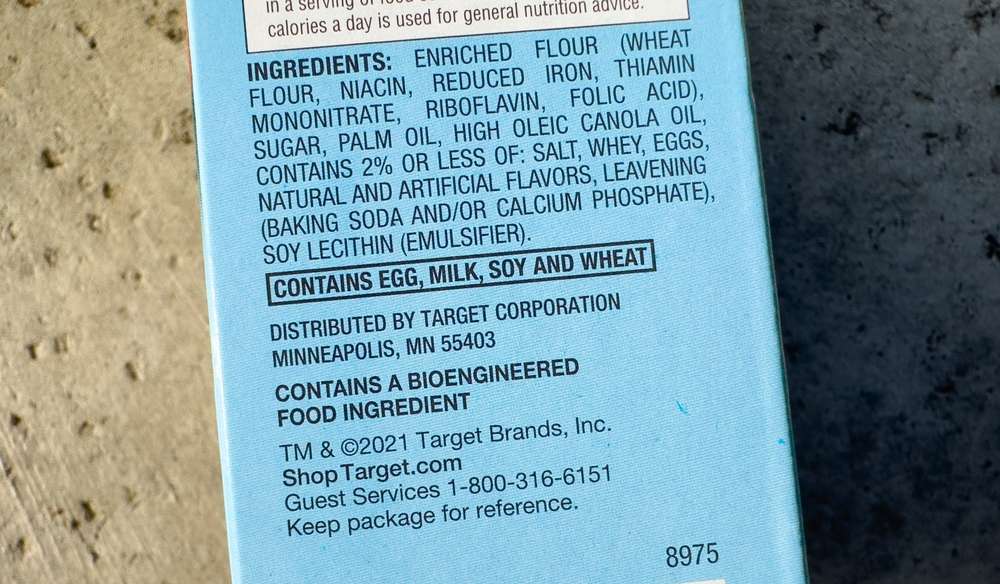 in a serving of food
calories a day is used for general nutrition advice.
INGREDIENTS: ENRICHED FLOUR (WHEAT
FLOUR, NIACIN, REDUCED IRON, THIAMIN
MONONITRATE, RIBOFLAVIN, FOLIC ACID),
SUGAR, PALM OIL, HIGH OLEIC CANOLA OIL,
CONTAINS 2% OR LESS OF: SALT, WHEY, EGGS,
NATURAL AND ARTIFICIAL FLAVORS, LEAVENING
(BAKING SODA AND/OR CALCIUM PHOSPHATE),
SOY LECITHIN (EMULSIFIER).
CONTAINS EGG, MILK, SOY AND WHEAT
DISTRIBUTED BY TARGET CORPORATION
MINNEAPOLIS, MN 55403
CONTAINS A BIOENGINEERED
FOOD INGREDIENT
TM & ©2021 Target Brands, Inc.
ShopTarget.com
Guest Services 1-800-316-6151
Keep package for reference.
8975